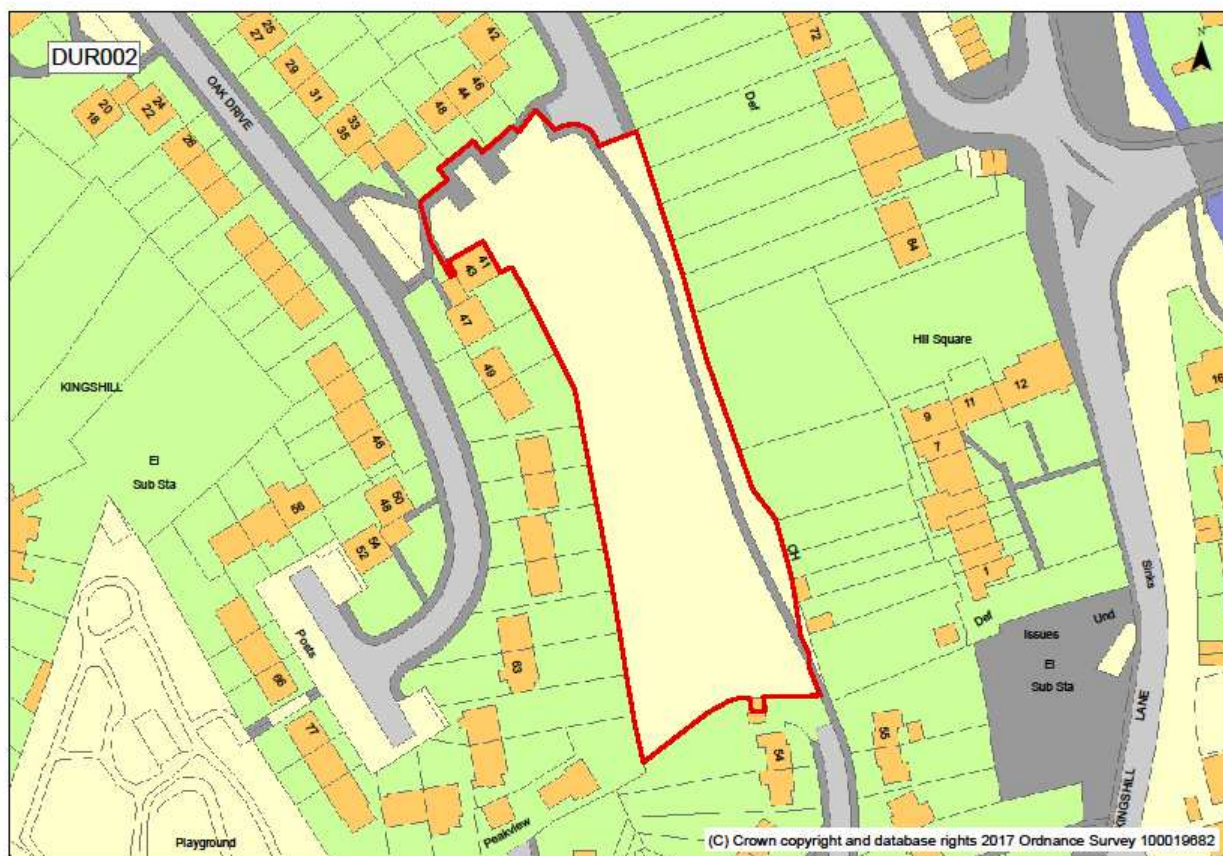 DUR002
OAK DRIVE
25
27
29
31
33
35
20
18
24
22
26
42
46
44
48
72
Def
N
84
41
43
47
49
Hill Square
12
11
9
7
1
16
KINGSHILL
El
Sub Sta
46
56
50
48
54
52
Posts
66
77
63
CH
Def
Issues
Und
El
Sub Sta
Sinks
KINGSHILL LANE
54
55
Peakview
Playground
(C) Crown copyright and database rights 2017 Ordnance Survey 100019682